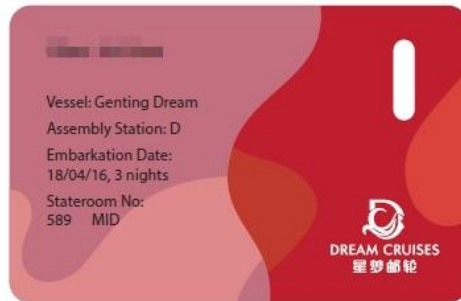 Vessel: Genting Dream
Assembly Station: D
Embarkation Date:
18/04/16, 3 nights
Stateroom No:
589 MID
DREAM CRUISES
星梦邮轮